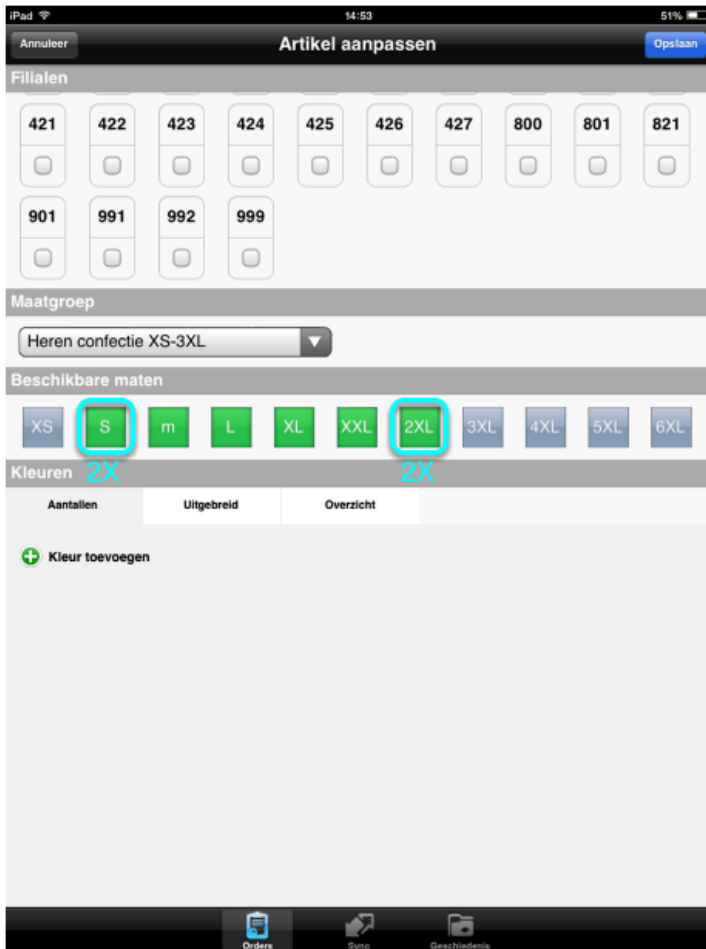 iPad 14:53 51%
Annuleer Artikel aanpassen Opslaan
Filialen
421 422 423 424 425 426 427 800 801 821
901 991 992 999
Maatgroep
Heren confectie XS-3XL
Beschikbare maten
XS S m L XL XXL 2XL 3XL 4XL 5XL 6XL
Kleuren 2X 2X
Aantallen Uitgebreid Overzicht
Kleur toevoegen
Orders Sync Geschiedenis